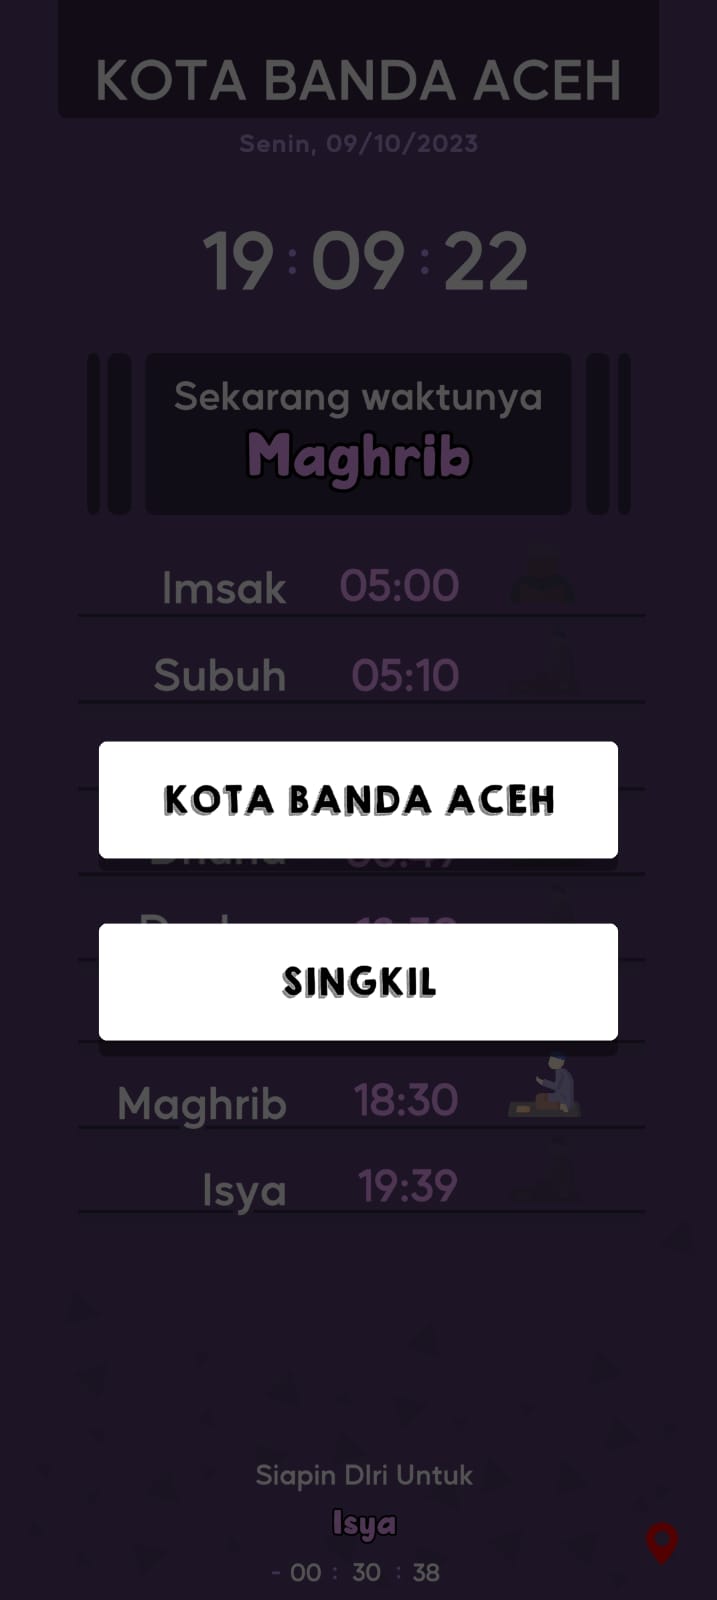 KOTA BANDA ACEH
Senin, 09/10/2023
19 : 09 : 22
Sekarang waktunya
Maghrib
Imsak 05:00
Subuh 05:10
KOTA BANDA ACEH
SINGKIL
Maghrib 18:30
Isya 19:39
Siapin DIri Untuk
Isya
- 00 : 30 : 38